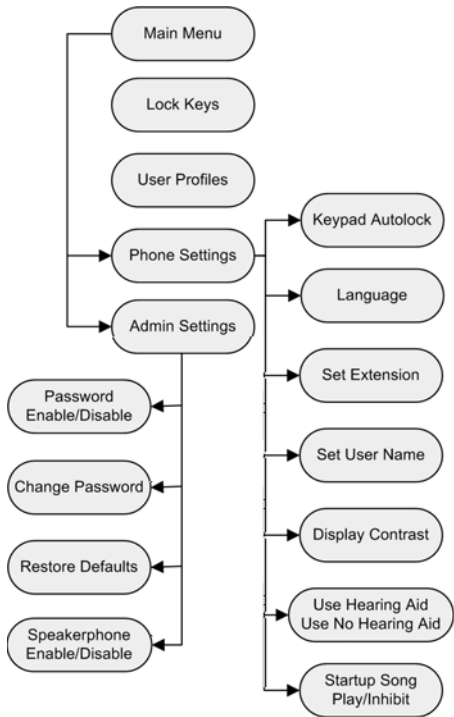 Main Menu
Lock Keys
User Profiles
Phone Settings
Admin Settings
Password
Enable/Disable
Change Password
Restore Defaults
Speakerphone
Enable/Disable
Keypad Autolock
Language
Set Extension
Set User Name
Display Contrast
Use Hearing Aid
Use No Hearing Aid
Startup Song
Play/Inhibit